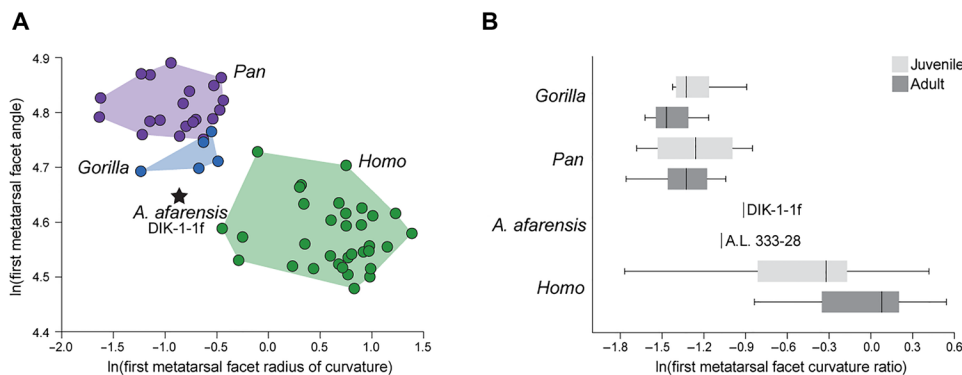 A
ln(first metatarsal facet angle)
4.9
4.8
4.7
4.6
4.5
4.4
Pan
Gorilla
Homo
A. afarensis
DIK-1-1f
−2.0 −1.5 −1.0 −0.5 0.0 0.5 1.0 1.5
ln(first metatarsal facet radius of curvature)
B
Juvenile
Adult
Gorilla
Pan
A. afarensis
DIK-1-1f
A.L. 333-28
Homo
−1.8 −1.5 −1.2 −0.9 −0.6 −0.3 0.0 0.3 0.6
ln(first metatarsal facet curvature ratio)